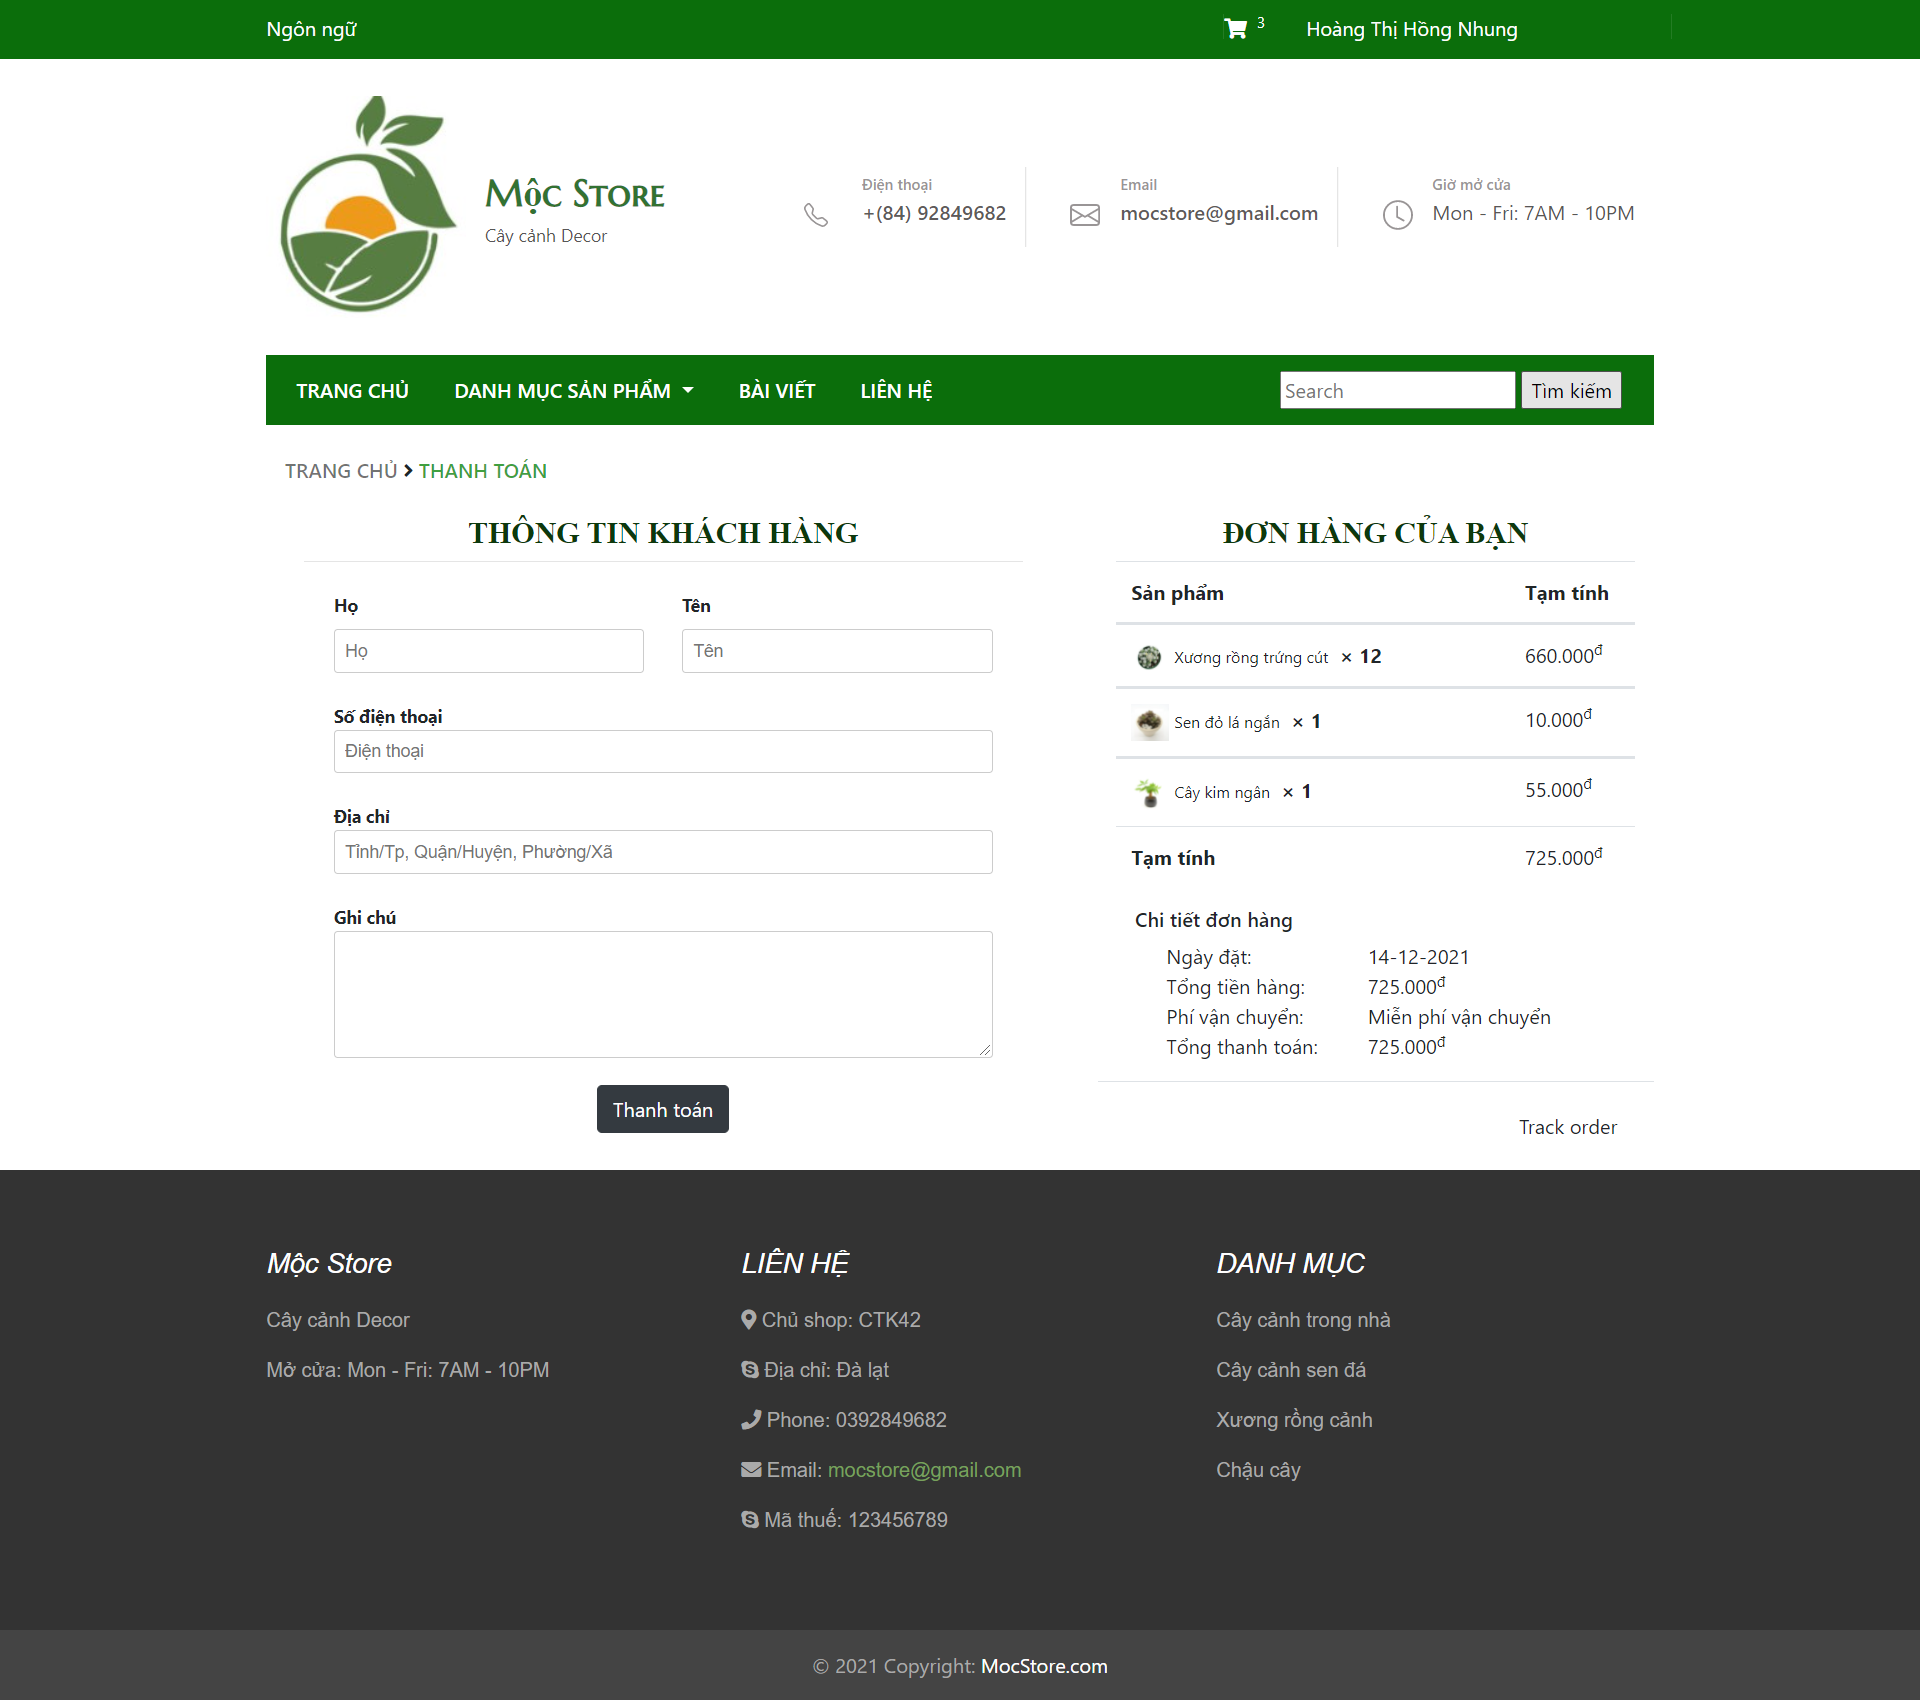 Ngôn ngữ
3
Hoàng Thị Hồng Nhung
Mộc Store
Cây cảnh Decor
Điện thoại
+(84) 92849682
Email
mocstore@gmail.com
Giờ mở cửa
Mon - Fri: 7AM - 10PM
TRANG CHỦ DANH MỤC SẢN PHẨM BÀI VIẾT LIÊN HỆ Search Tìm kiếm
TRANG CHỦ THANH TOÁN
THÔNG TIN KHÁCH HÀNG
Họ Tên
Họ Tên
Số điện thoại
Điện thoại
Địa chỉ
Tỉnh/Tp, Quận/Huyện, Phường/Xã
Ghi chú
Thanh toán
ĐƠN HÀNG CỦA BẠN
Sản phẩm Tạm tính
Xương rồng trứng cút × 12 660.000đ
Sen đỏ lá ngắn × 1 10.000đ
Cây kim ngân × 1 55.000đ
Tạm tính 725.000đ
Chi tiết đơn hàng
Ngày đặt: 14-12-2021
Tổng tiền hàng: 725.000đ
Phí vận chuyển: Miễn phí vận chuyển
Tổng thanh toán: 725.000đ
Track order
Mộc Store
Cây cảnh Decor
Mở cửa: Mon - Fri: 7AM - 10PM
LIÊN HỆ
Chủ shop: CTK42
Địa chỉ: Đà lạt
Phone: 0392849682
Email: mocstore@gmail.com
Mã thuế: 123456789
DANH MỤC
Cây cảnh trong nhà
Cây cảnh sen đá
Xương rồng cảnh
Chậu cây
© 2021 Copyright: MocStore.com